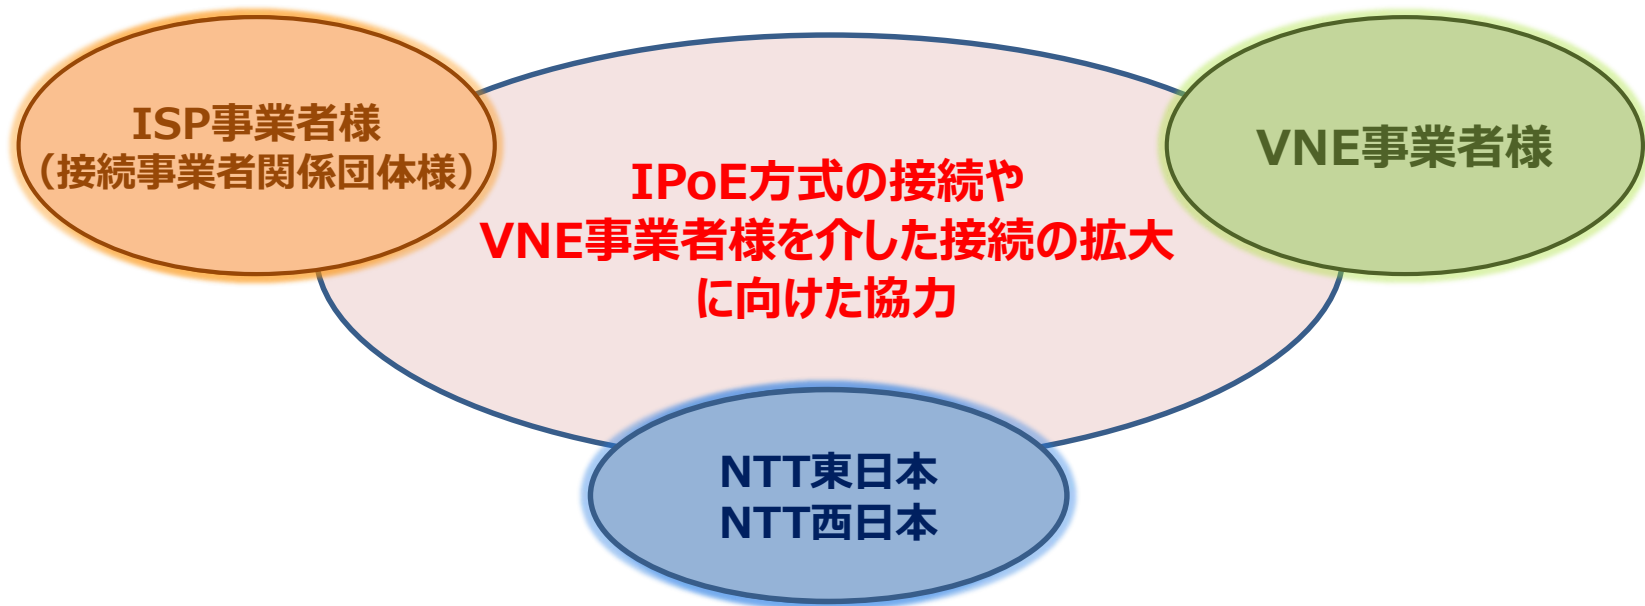 ISP事業者様
（接続事業者関係団体様）
VNE事業者様
IPoE方式の接続や
VNE事業者様を介した接続の拡大
に向けた協力
NTT東日本
NTT西日本